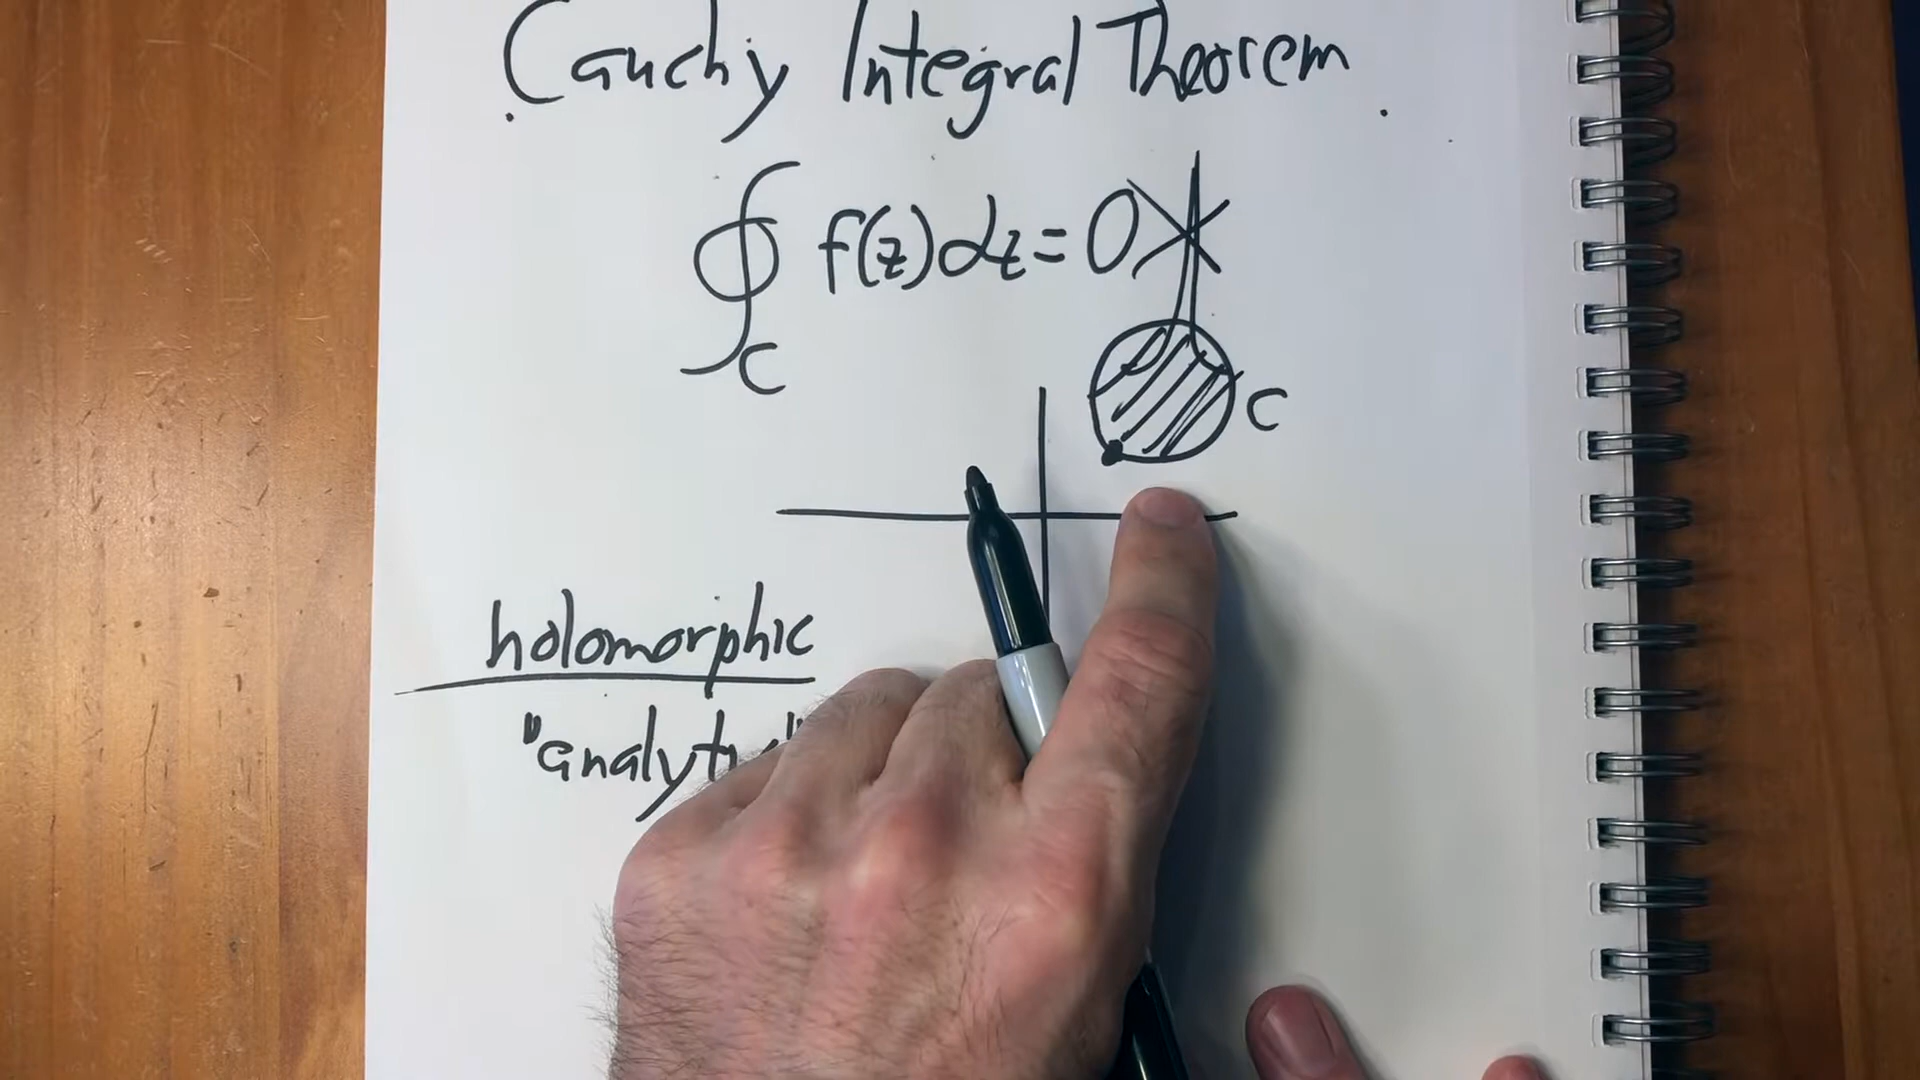 Cauchy Integral Theorem
∮ f(z)dz = 0
C
C
holomorphic